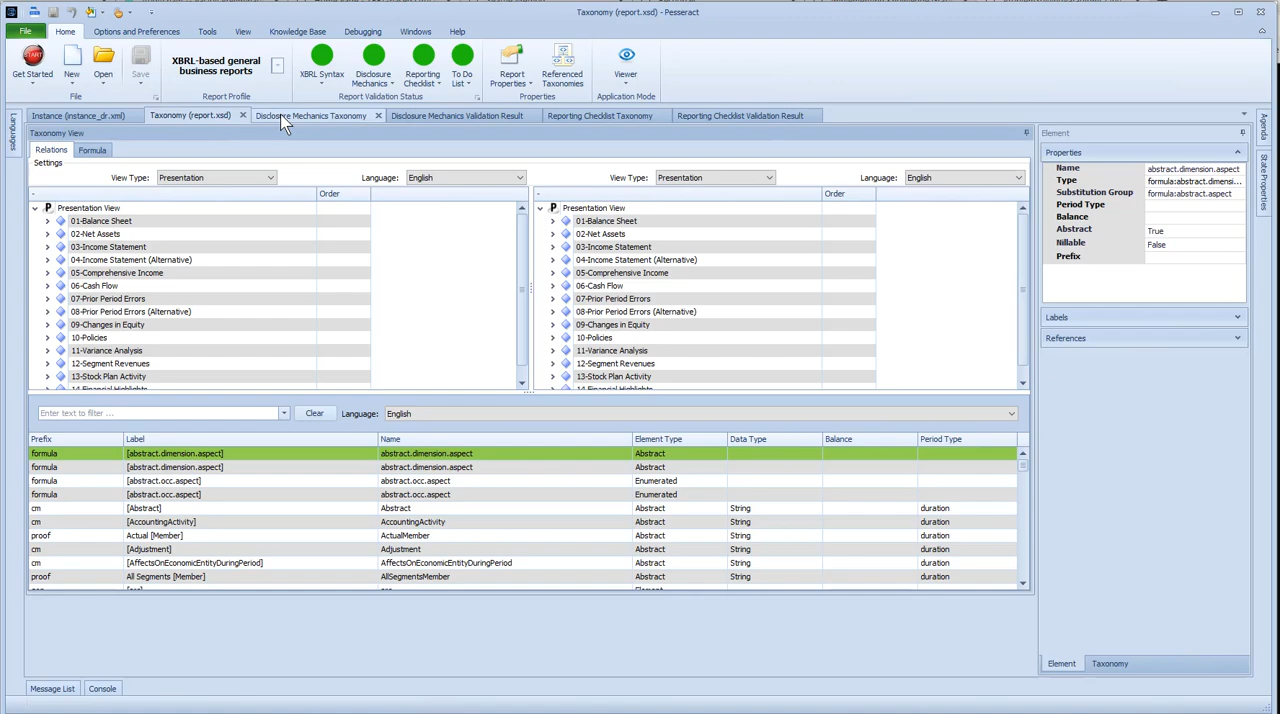 Taxonomy (report.xsd) - Pesseract
File Home Options and Preferences Tools View Knowledge Base Debugging Windows Help
START
XBRL-based general
business reports
Get Started New Open Save
XBRL Syntax Disclosure Mechanics Reporting Checklist To Do List
Report Properties Referenced Taxonomies
Viewer
File Report Profile Report Validation Status Properties Application Mode
Languages
Instance (instance_dr.xml) Taxonomy (report.xsd) Disclosure Mechanics Taxonomy Disclosure Mechanics Validation Result Reporting Checklist Taxonomy Reporting Checklist Validation Result
Taxonomy View
Relations Formula
Settings
View Type: Presentation Language: English View Type: Presentation Language: English
- Order - Order
P Presentation View P Presentation View
01-Balance Sheet 01-Balance Sheet
02-Net Assets 02-Net Assets
03-Income Statement 03-Income Statement
04-Income Statement (Alternative) 04-Income Statement (Alternative)
05-Comprehensive Income 05-Comprehensive Income
06-Cash Flow 06-Cash Flow
07-Prior Period Errors 07-Prior Period Errors
08-Prior Period Errors (Alternative) 08-Prior Period Errors (Alternative)
09-Changes in Equity 09-Changes in Equity
10-Policies 10-Policies
11-Variance Analysis 11-Variance Analysis
12-Segment Revenues 12-Segment Revenues
13-Stock Plan Activity 13-Stock Plan Activity
14-Financial Highlights 14-Financial Highlights
Enter text to filter ... Clear Language: English
Prefix Label Name Element Type Data Type Balance Period Type
formula [abstract.dimension.aspect] abstract.dimension.aspect Abstract
formula [abstract.dimension.aspect] abstract.dimension.aspect Abstract
formula [abstract.occ.aspect] abstract.occ.aspect Enumerated
formula [abstract.occ.aspect] abstract.occ.aspect Enumerated
cm [Abstract] Abstract Abstract String duration
cm [AccountingActivity] AccountingActivity Abstract String duration
proof Actual [Member] ActualMember Abstract String duration
cm [Adjustment] Adjustment Abstract String duration
cm [AffectsOnEconomicEntityDuringPeriod] AffectsOnEconomicEntityDuringPeriod Abstract String duration
proof All Segments [Member] AllSegmentsMember Abstract String duration
Element
Properties
Name abstract.dimension.aspect
Type formula:abstract.dimensi...
Substitution Group formula:abstract.aspect
Period Type
Balance
Abstract True
Nillable False
Prefix
Labels
References
Element Taxonomy
Agenda
State Properties
Message List Console